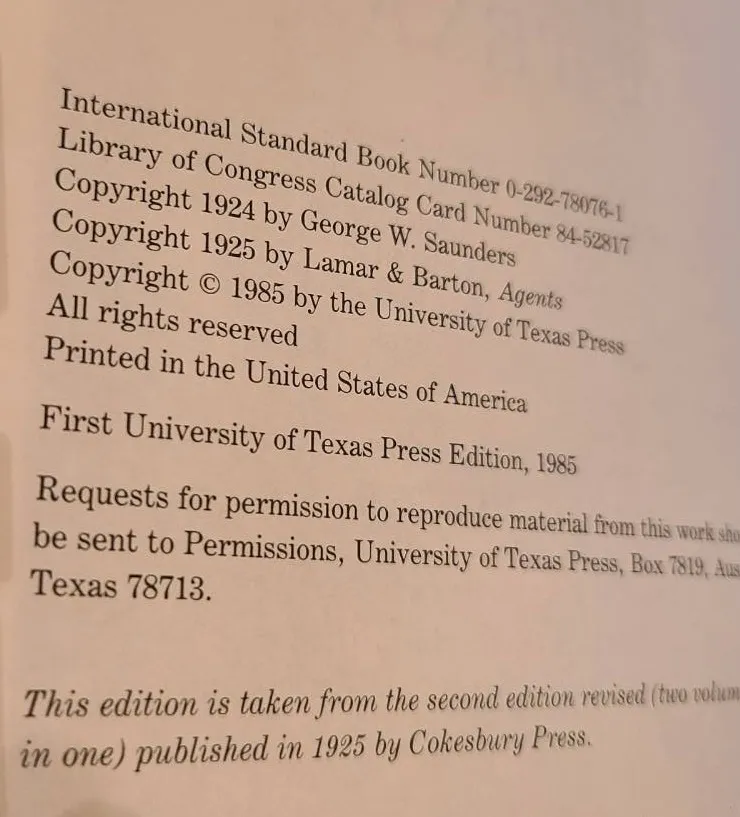 International Standard Book Number 0-292-78076-1
Library of Congress Catalog Card Number 84-52817
Copyright 1924 by George W. Saunders
Copyright 1925 by Lamar & Barton, Agents
Copyright © 1985 by the University of Texas Press
All rights reserved
Printed in the United States of America
First University of Texas Press Edition, 1985
Requests for permission to reproduce material from this work sho
be sent to Permissions, University of Texas Press, Box 7819, Aus
Texas 78713.
This edition is taken from the second edition revised (two volum
in one) published in 1925 by Cokesbury Press.